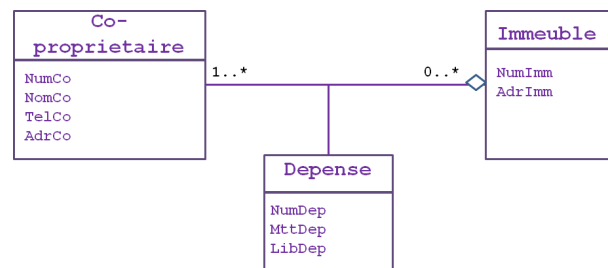 Co-
proprietaire
NumCo
NomCo
TelCo
AdrCo
1..*
0..*
Immeuble
NumImm
AdrImm
Depense
NumDep
MttDep
LibDep